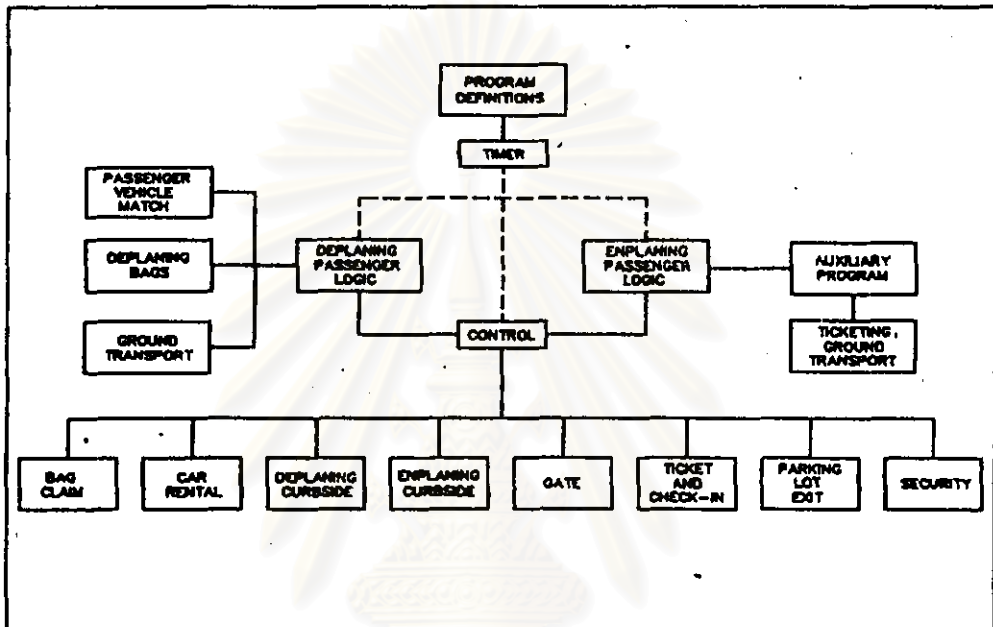 PROGRAM
DEFINITIONS
TIMER
PASSENGER
VEHICLE
MATCH
DEPLANING
BAGS
GROUND
TRANSPORT
DEPLANING
PASSENGER
LOGIC
ENPLANING
PASSENGER
LOGIC
AUXILIARY
PROGRAM
TICKETING,
GROUND
TRANSPORT
CONTROL
BAG
CLAIM
CAR
RENTAL
DEPLANING
CURBSIDE
ENPLANING
CURBSIDE
GATE
TICKET
AND
CHECK-IN
PARKING
LOT
EXIT
SECURITY